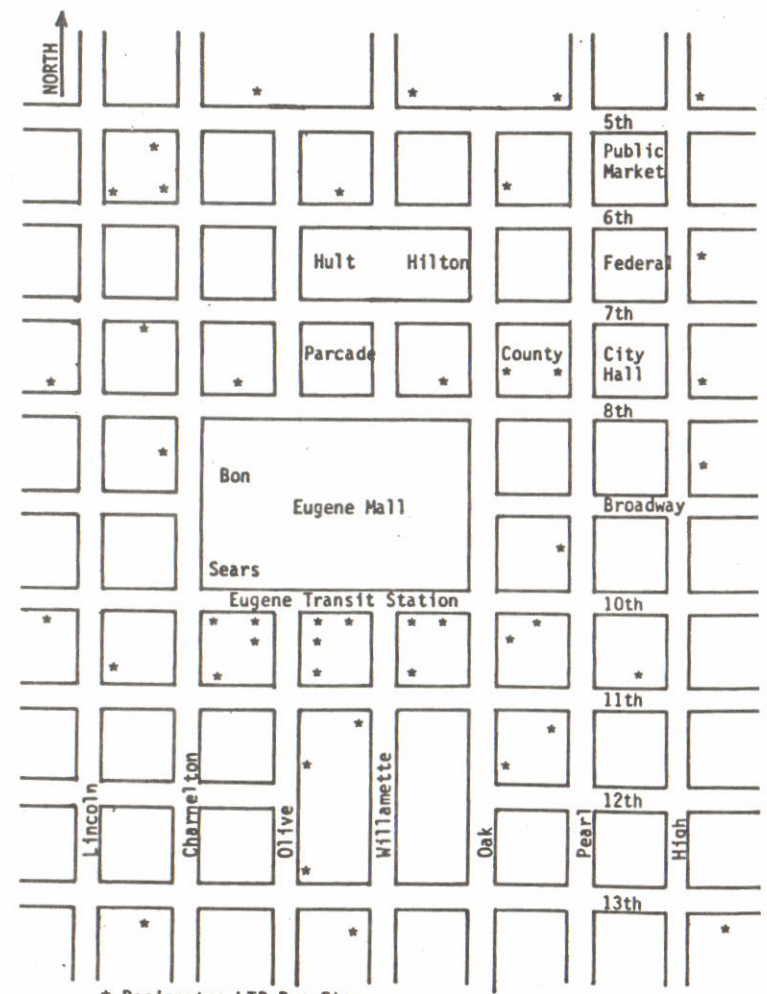 NORTH
5th
Public
Market
6th
Hult Hilton Federal
7th
Parcade County City
Hall
8th
Bon
Eugene Mall Broadway
Sears
Eugene Transit Station 10th
11th
Lincoln Charnelton Olive Willamette Oak Pearl High
12th
13th